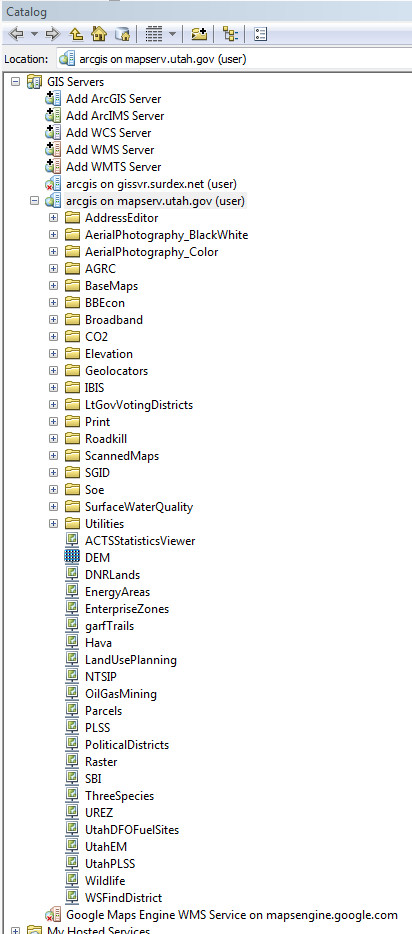 Catalog
Location: arcgis on mapserv.utah.gov (user)
GIS Servers
Add ArcGIS Server
Add ArcIMS Server
Add WCS Server
Add WMS Server
Add WMTS Server
arcgis on gissvr.surdex.net (user)
arcgis on mapserv.utah.gov (user)
AddressEditor
AerialPhotography_BlackWhite
AerialPhotography_Color
AGRC
BaseMaps
BBEcon
Broadband
CO2
Elevation
Geolocators
IBIS
LtGovVotingDistricts
Print
Roadkill
ScannedMaps
SGID
Soe
SurfaceWaterQuality
Utilities
ACTSStatisticsViewer
DEM
DNRLands
EnergyAreas
EnterpriseZones
garfTrails
Hava
LandUsePlanning
NTSIP
OilGasMining
Parcels
PLSS
PoliticalDistricts
Raster
SBI
ThreeSpecies
UREZ
UtahDFOFuelSites
UtahEM
UtahPLSS
Wildlife
WSFindDistrict
Google Maps Engine WMS Service on mapsengine.google.com
My Hosted Services